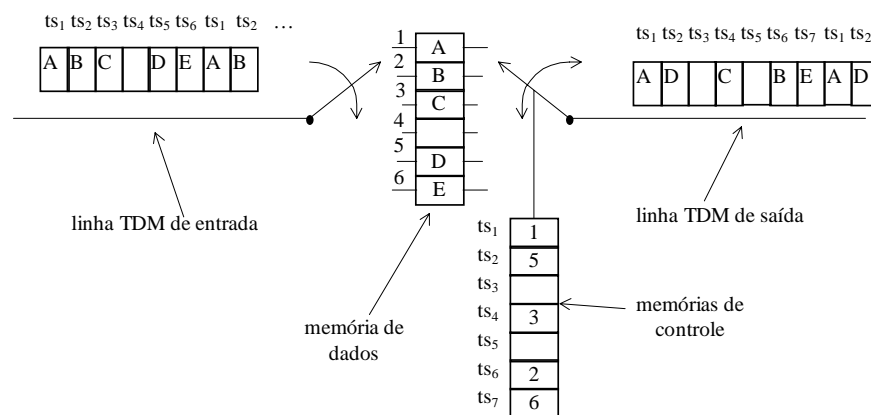 ts1 ts2 ts3 ts4 ts5 ts6 ts1 ts2 …
A B C D E A B
linha TDM de entrada
1 A
2 B
3 C
4
5 D
6 E
memória de
dados
ts1 ts2 ts3 ts4 ts5 ts6 ts7 ts1 ts2
A D C B E A D
linha TDM de saída
ts1 1
ts2 5
ts3
ts4 3
ts5
ts6 2
ts7 6
memórias de
controle